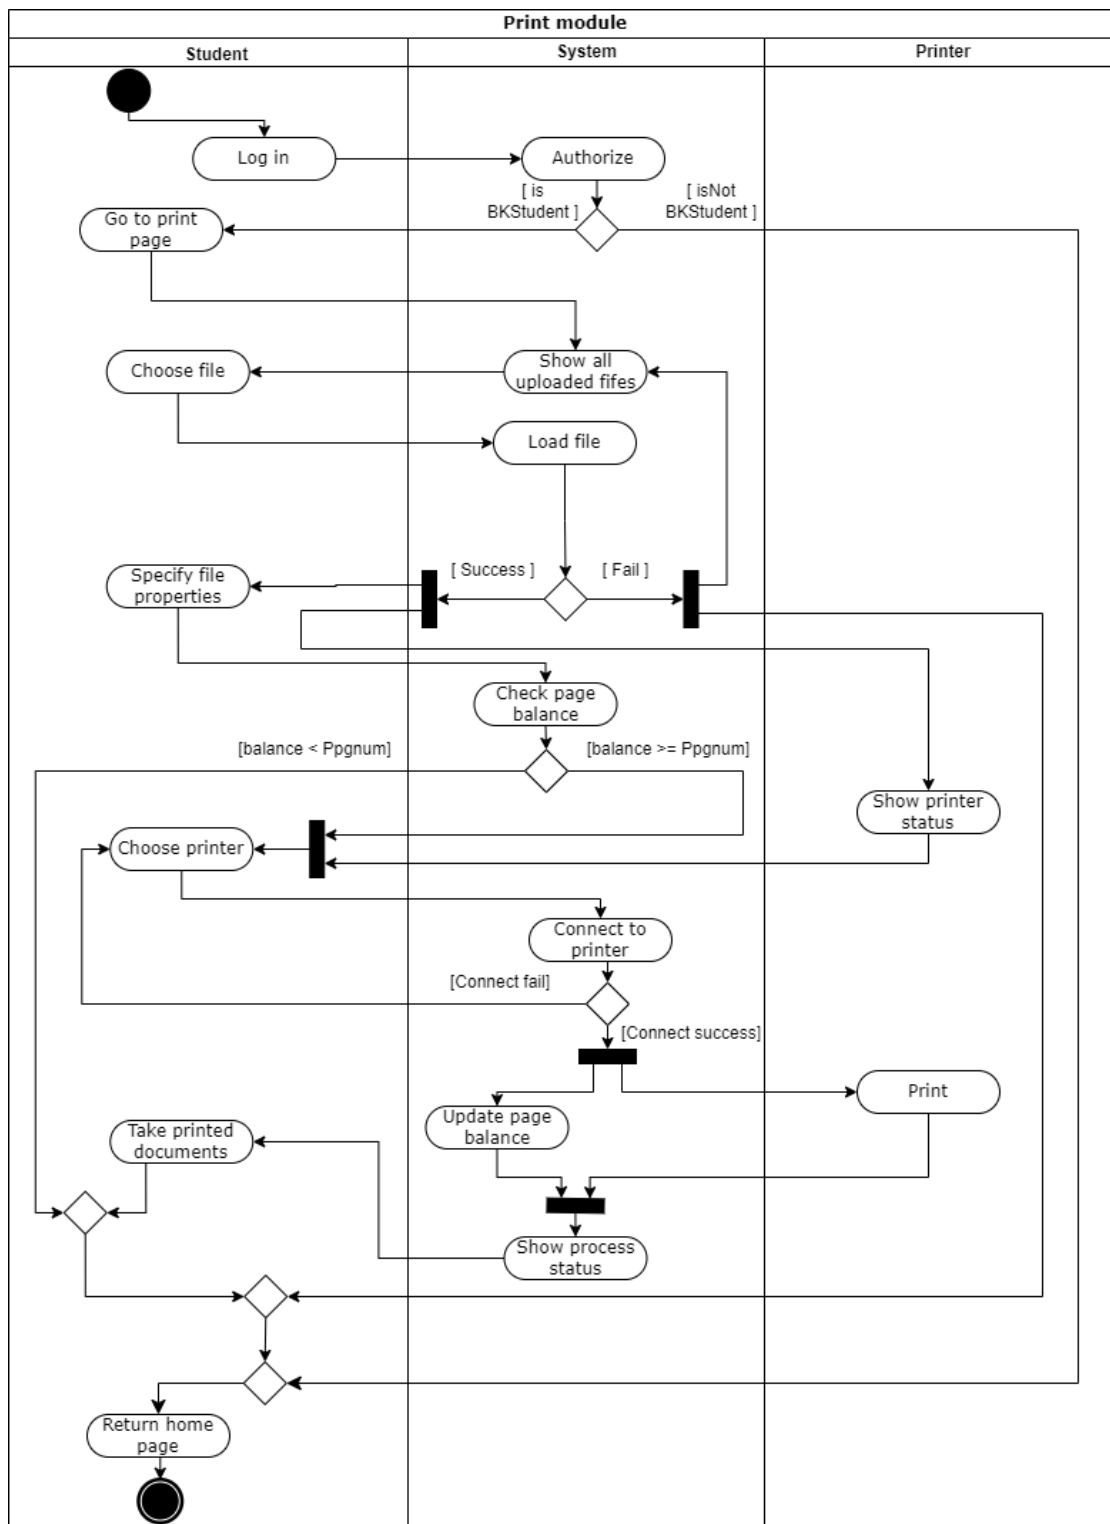 Print module
Student
System
Printer
Log in
Authorize
[ is
BKStudent ]
[ isNot
BKStudent ]
Go to print
page
Choose file
Show all
uploaded fifes
Load file
[ Success ]
[ Fail ]
Specify file
properties
Check page
balance
[balance < Ppgnum]
[balance >= Ppgnum]
Show printer
status
Choose printer
Connect to
printer
[Connect fail]
[Connect success]
Print
Update page
balance
Take printed
documents
Show process
status
Return home
page